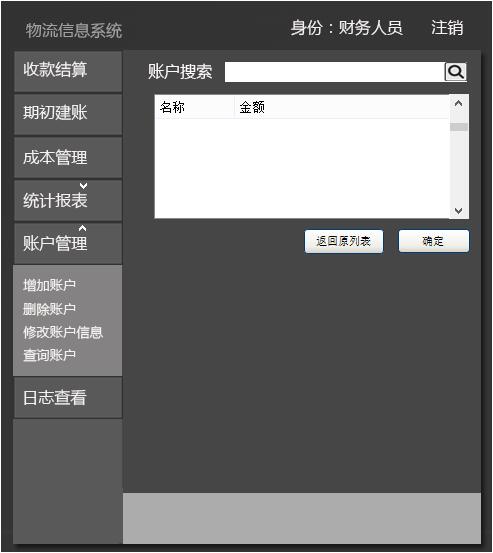 物流信息系统
身份：财务人员 注销
收款结算
期初建账
成本管理
统计报表
账户管理
增加账户
删除账户
修改账户信息
查询账户
日志查看
账户搜索
名称 金额
返回原列表 确定